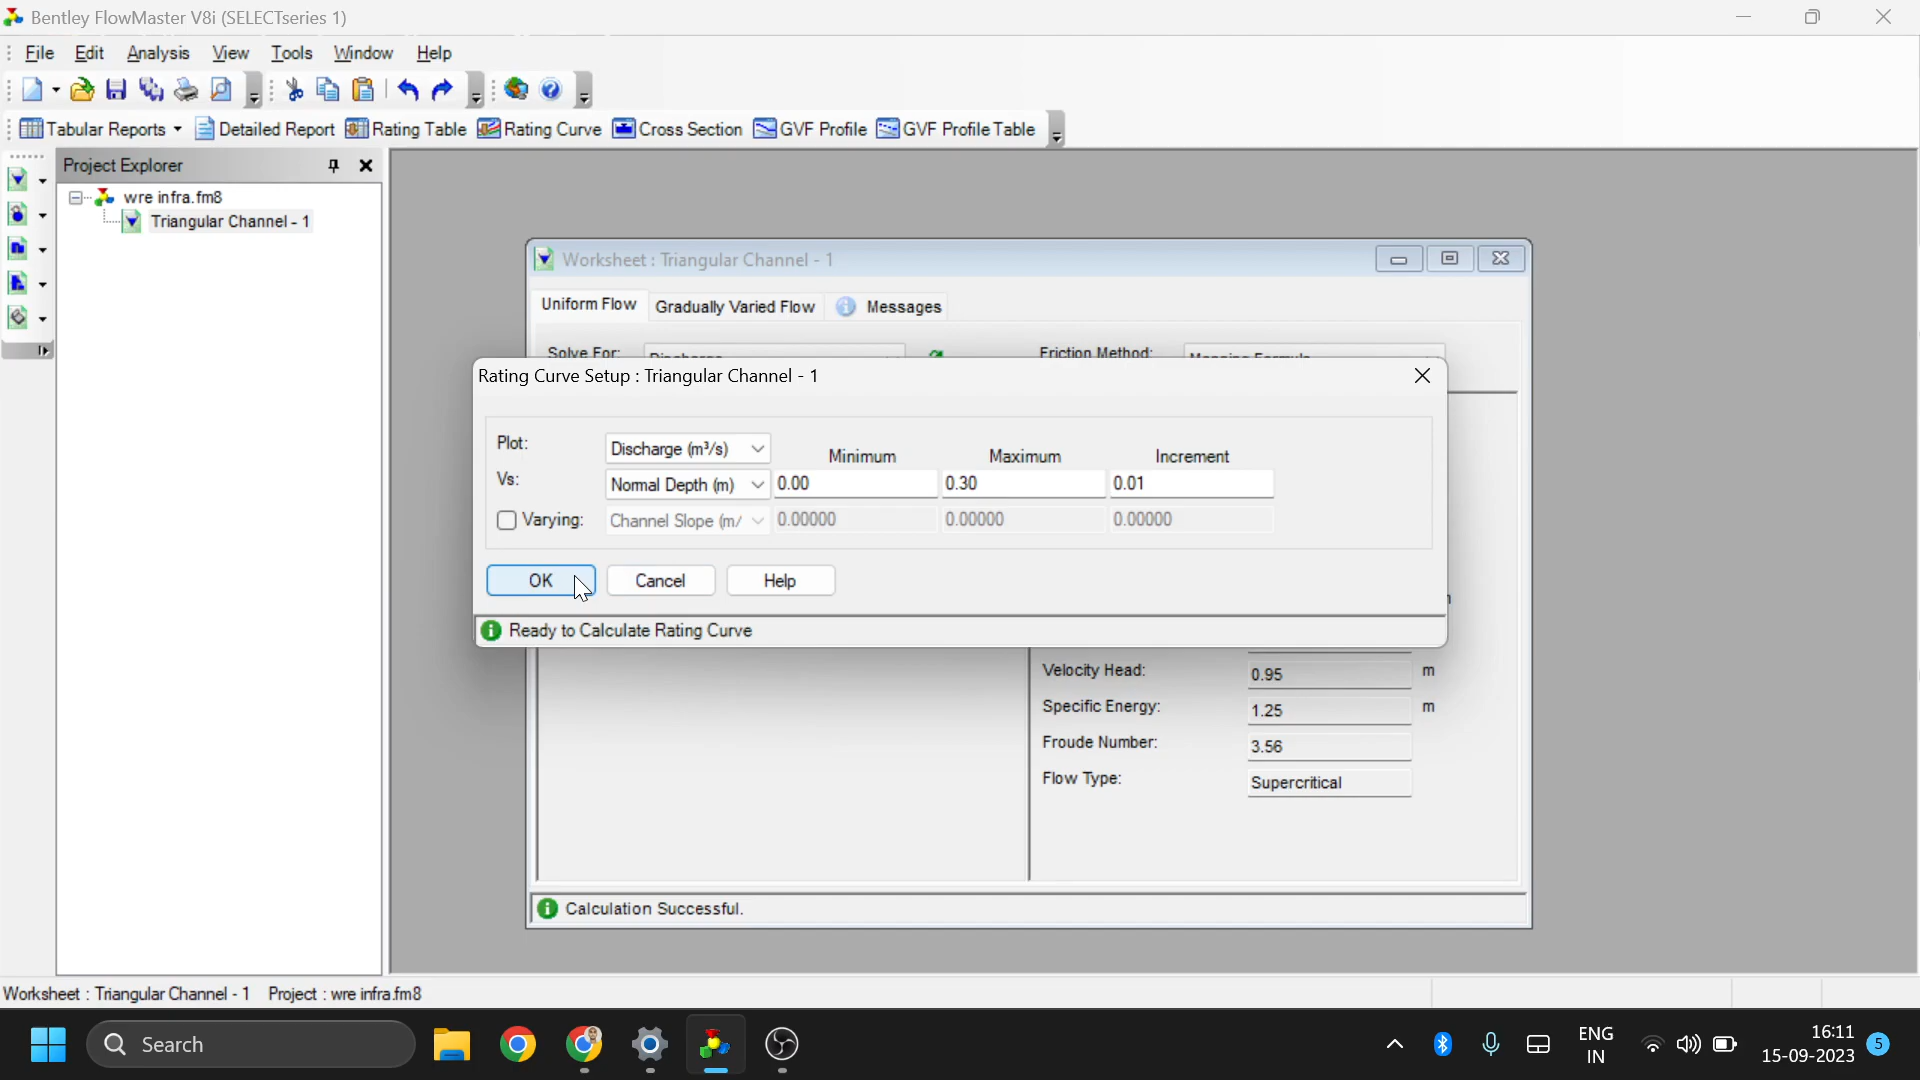 Bentley FlowMaster V8i (SELECTseries 1)
File Edit Analysis View Tools Window Help
Tabular Reports Detailed Report Rating Table Rating Curve Cross Section GVF Profile GVF Profile Table
Project Explorer
wre infra.fm8
Triangular Channel - 1
Worksheet : Triangular Channel - 1
Uniform Flow Gradually Varied Flow Messages
Solve For: Discharge Friction Method: Manning Formula
Rating Curve Setup : Triangular Channel - 1
Plot: Discharge (m³/s) Minimum Maximum Increment
Vs: Normal Depth (m) 0.00 0.30 0.01
Varying: Channel Slope (m/ 0.00000 0.00000 0.00000
OK Cancel Help
Ready to Calculate Rating Curve
Velocity Head: 0.95 m
Specific Energy: 1.25 m
Froude Number: 3.56
Flow Type: Supercritical
Calculation Successful.
Worksheet : Triangular Channel - 1 Project : wre infra.fm8
Search
ENG
IN
16:11
15-09-2023
5